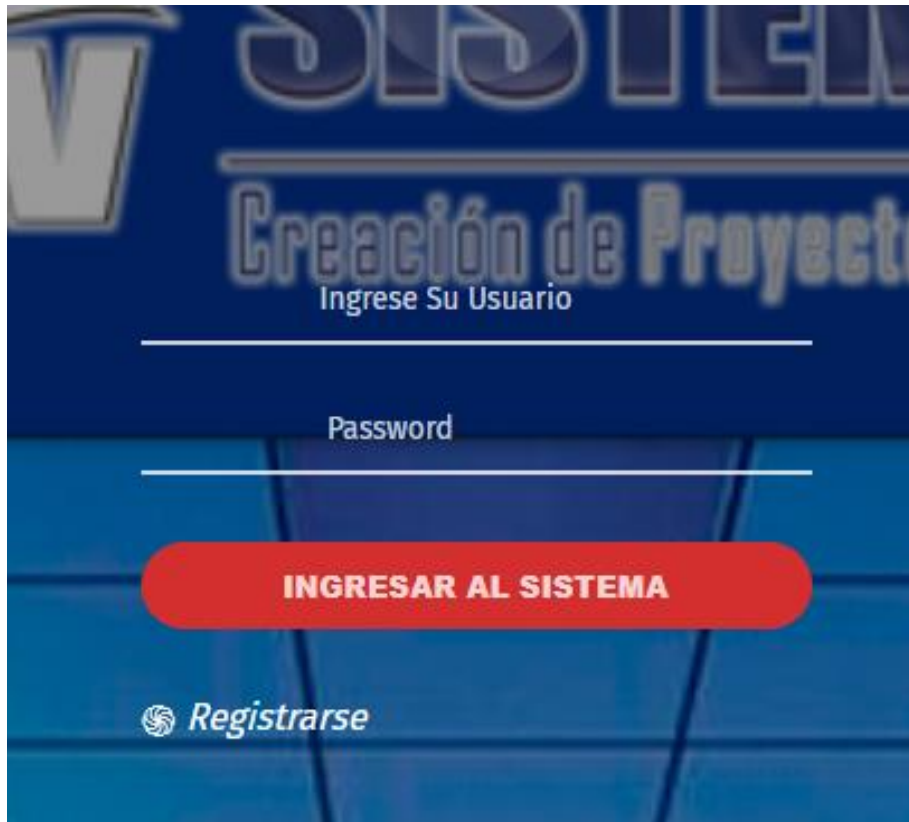 V
Creación de
Ingrese Su Usuario
Password
INGRESAR AL SISTEMA
Registrarse